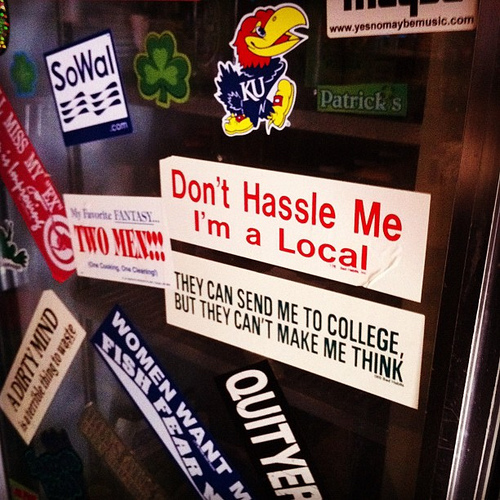 www.yesnomaybemusic.com
SoWal
.com
KU
Patrick's
I MISS MY EX
Don't Hassle Me
I'm a Local
My Favorite FANTASY...
TWO MEN!!!
(One Cooking, One Cleaning!)
THEY CAN SEND ME TO COLLEGE,
BUT THEY CAN'T MAKE ME THINK
A DIRTY MIND
is a terrible thing to waste
WOMEN WANT M
FISH FEAR
QUITYER